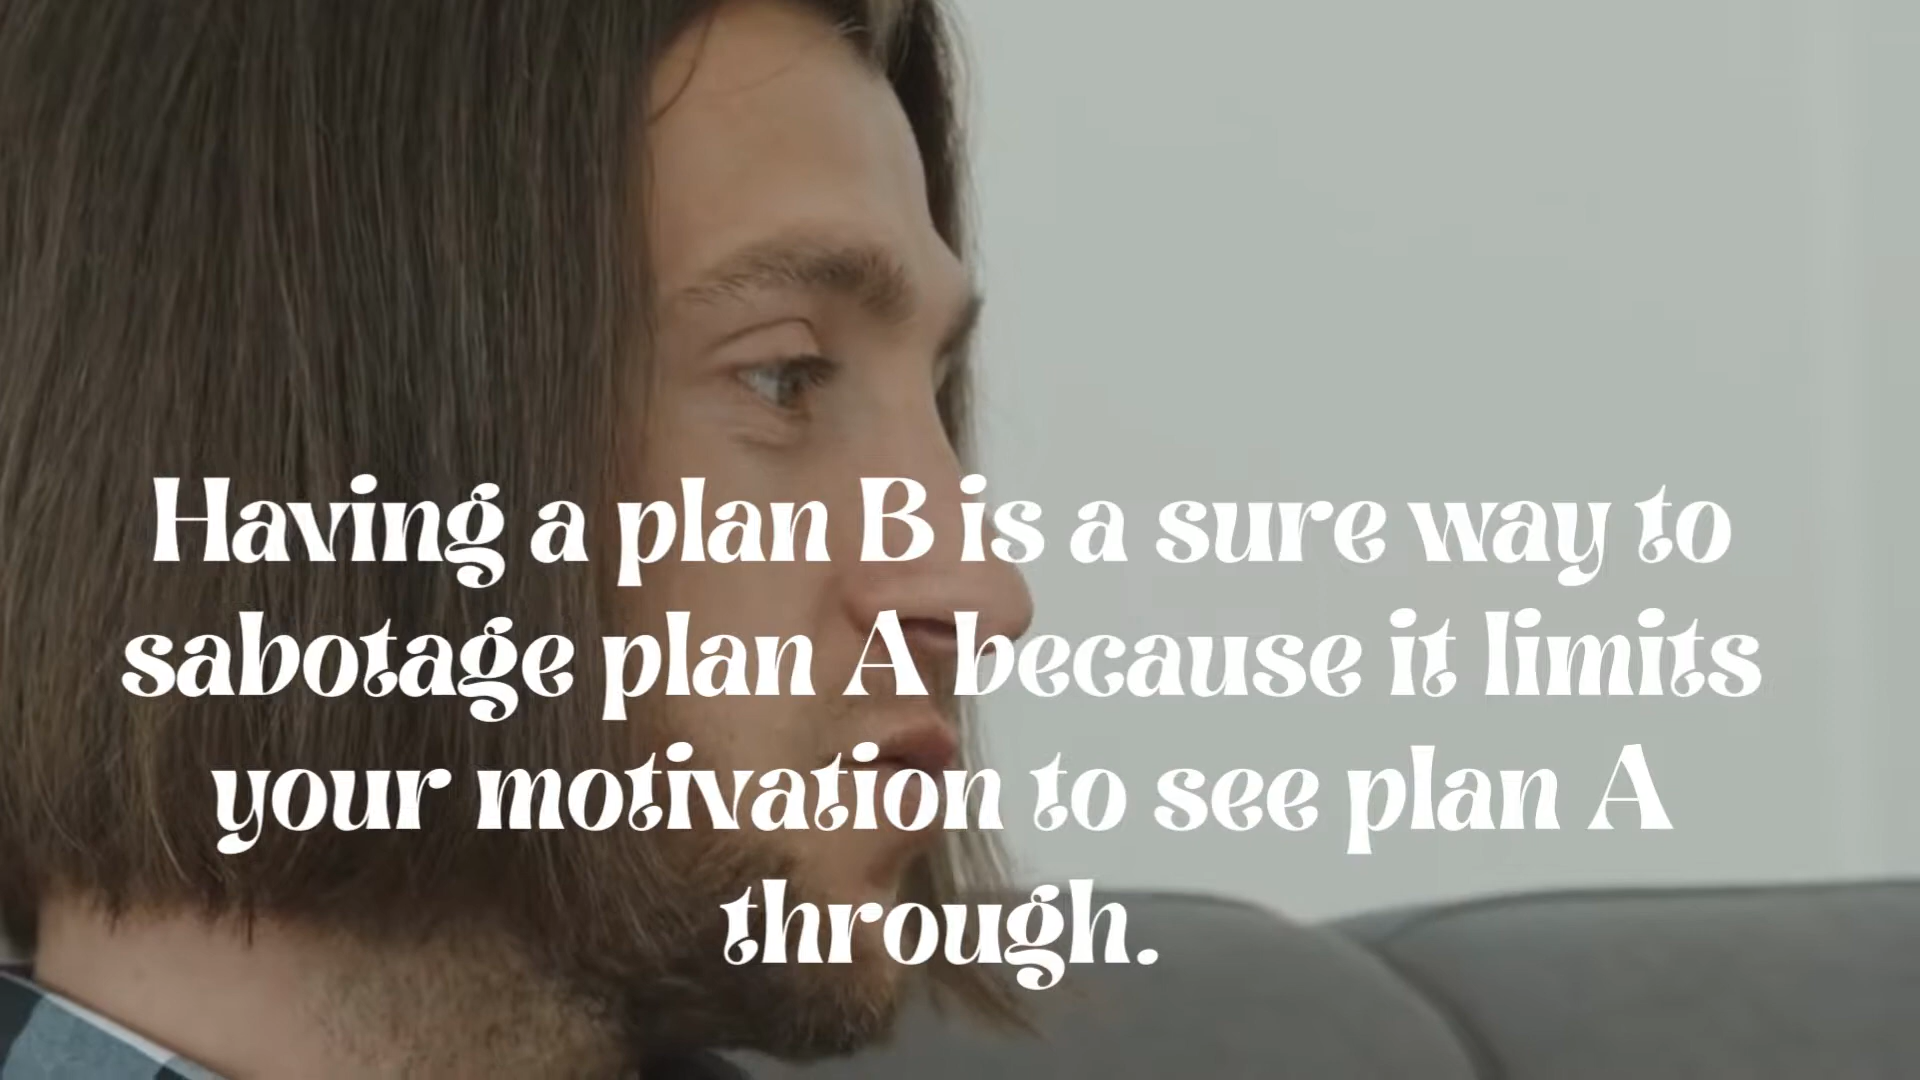 Having a plan B is a sure way to
sabotage plan A because it limits
your motivation to see plan A
through.